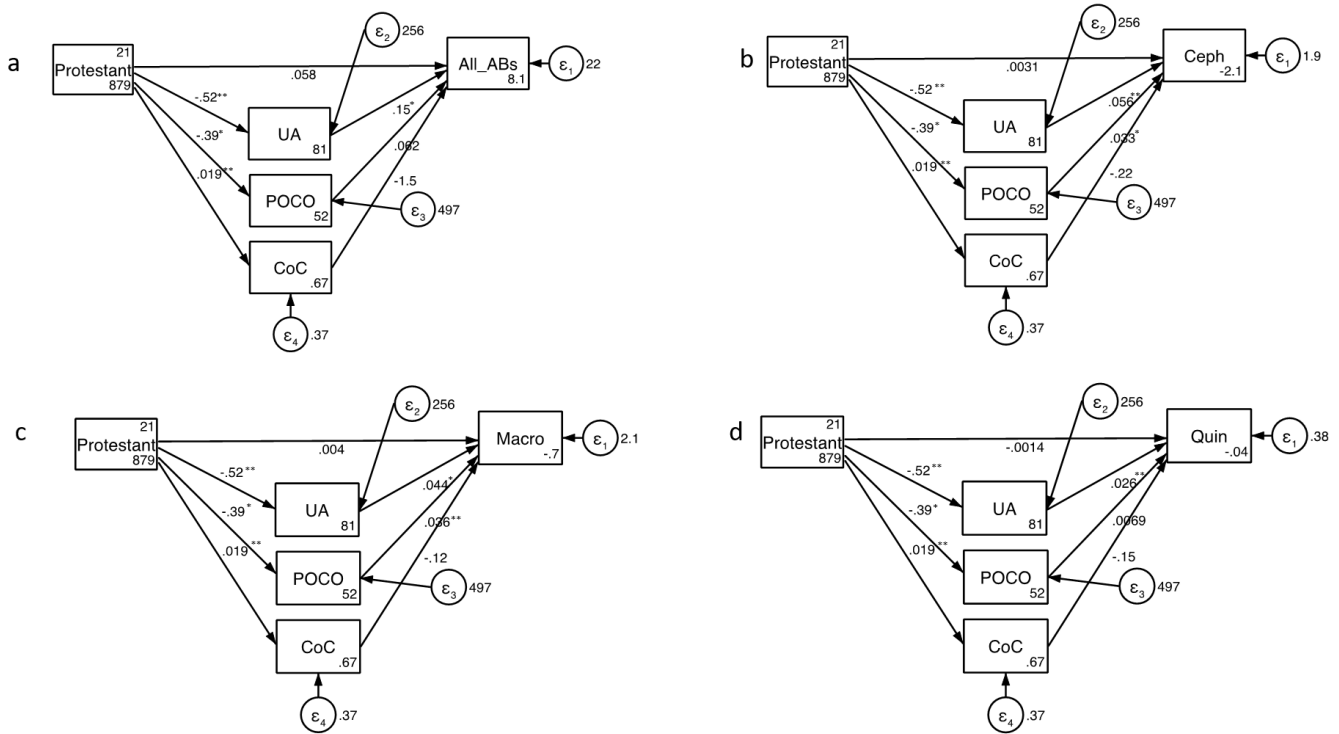 a
21
Protestant
879
ε2
256
All_ABs
8.1
ε1
22
.058
-.52**
UA
81
.15*
-.39*
POCO
52
.062
.019**
CoC
.67
-1.5
ε3
497
ε4
.37
b
21
Protestant
879
ε2
256
Ceph
-2.1
ε1
1.9
.0031
-.52**
UA
81
.056**
-.39*
POCO
52
.033*
.019**
CoC
.67
-.22
ε3
497
ε4
.37
c
21
Protestant
879
ε2
256
Macro
-.7
ε1
2.1
.004
-.52**
UA
81
.044*
-.39*
POCO
52
.036**
.019**
CoC
.67
-.12
ε3
497
ε4
.37
d
21
Protestant
879
ε2
256
Quin
-.04
ε1
.38
-.0014
-.52**
UA
81
.026**
-.39*
POCO
52
.0069
.019**
CoC
.67
-.15
ε3
497
ε4
.37